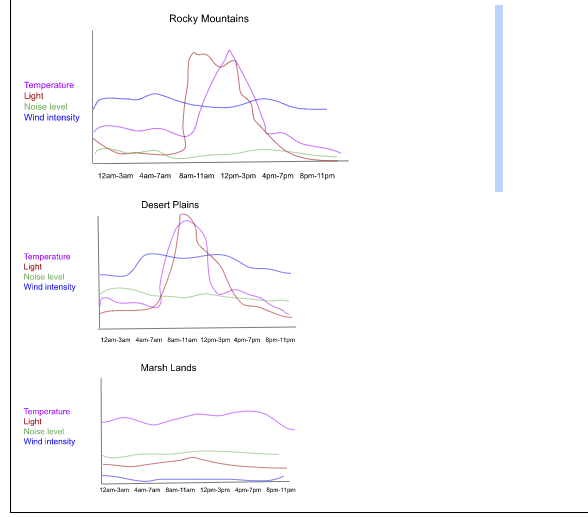 Rocky Mountains
Temperature
Light
Noise level
Wind intensity
12am-3am 4am-7am 8am-11am 12pm-3pm 4pm-7pm 8pm-11pm
Desert Plains
Temperature
Light
Noise level
Wind intensity
12am-3am 4am-7am 8am-11am 12pm-3pm 4pm-7pm 8pm-11pm
Marsh Lands
Temperature
Light
Noise level
Wind intensity
12am-3am 4am-7am 8am-11am 12pm-3pm 4pm-7pm 8pm-11pm